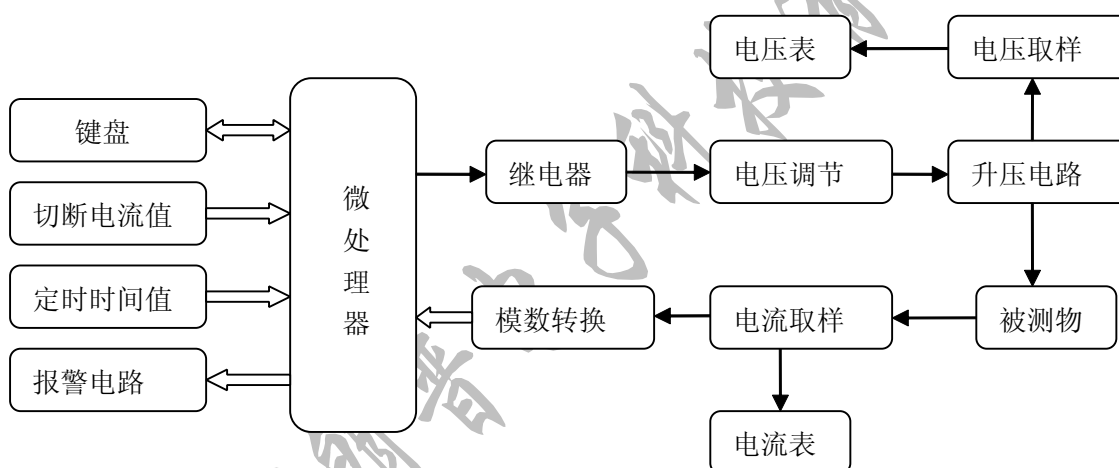 电压表
电压取样
键盘
微处理器
继电器
电压调节
升压电路
切断电流值
定时时间值
模数转换
电流取样
被测物
报警电路
电流表